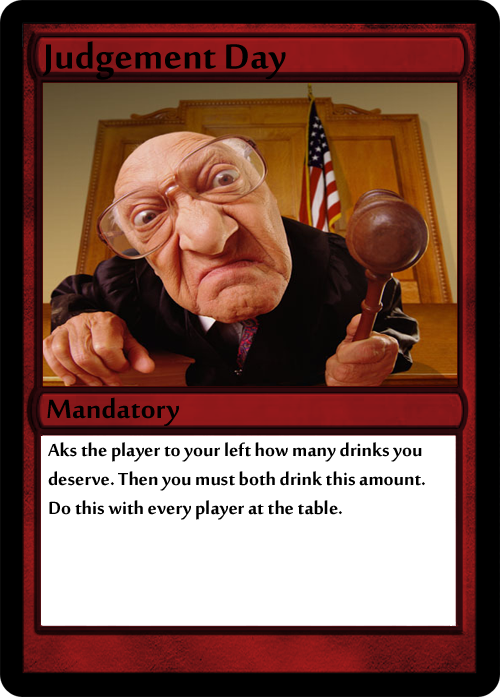 Judgement Day
Mandatory
Aks the player to your left how many drinks you
deserve. Then you must both drink this amount.
Do this with every player at the table.